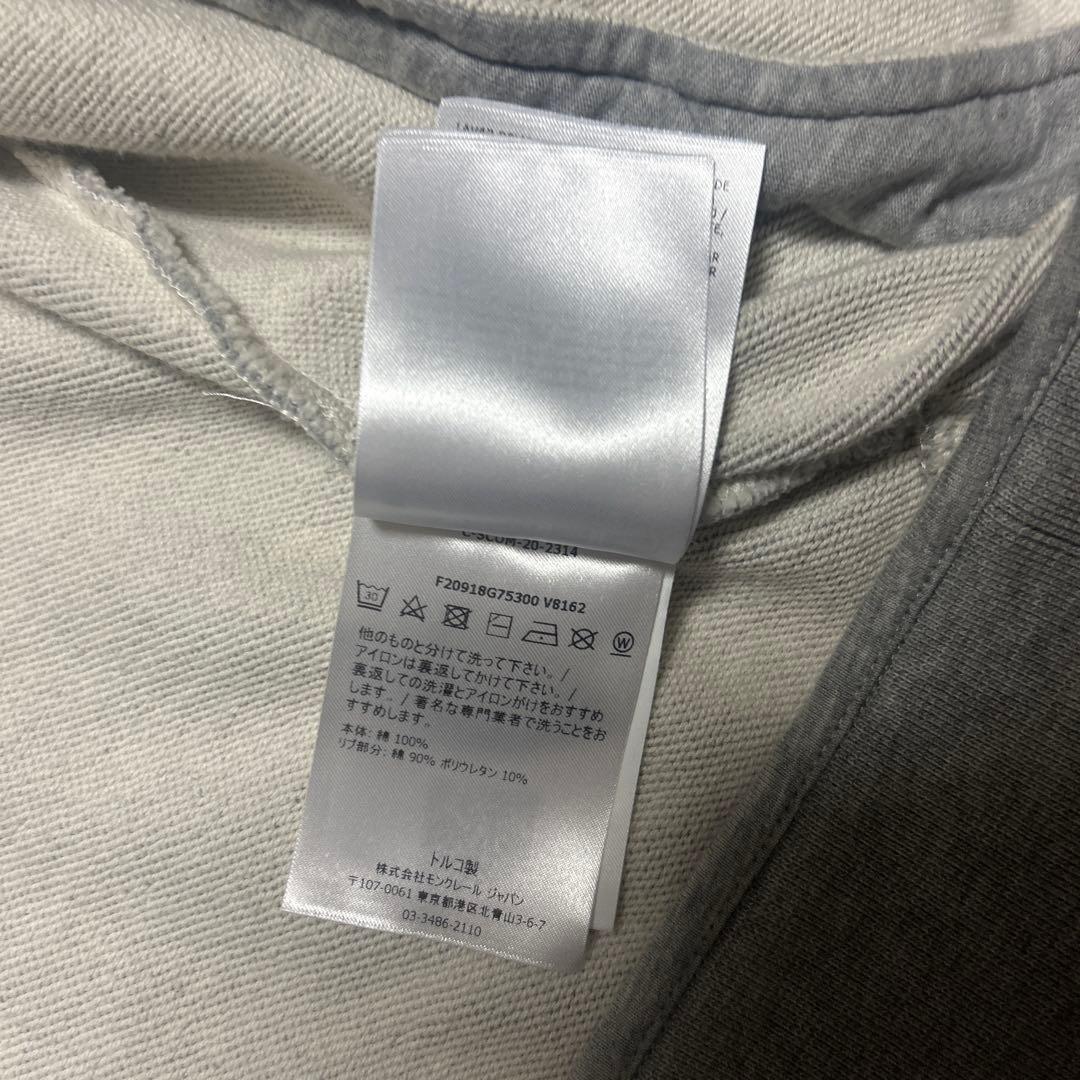 DE
C-SCOM-20-2314
F20918G75300 V8162
30
W
他のものと分けて洗って下さい。/
アイロンは裏返してかけて下さい。/
裏返しての洗濯とアイロンがけをおすすめ
します。/ 著名な専門業者で洗うことをお
すすめします。
本体: 綿 100%
リブ部分: 綿 90% ポリウレタン 10%
トルコ製
株式会社モンクレール ジャパン
〒107-0061 東京都港区北青山3-6-7
03-3486-2110